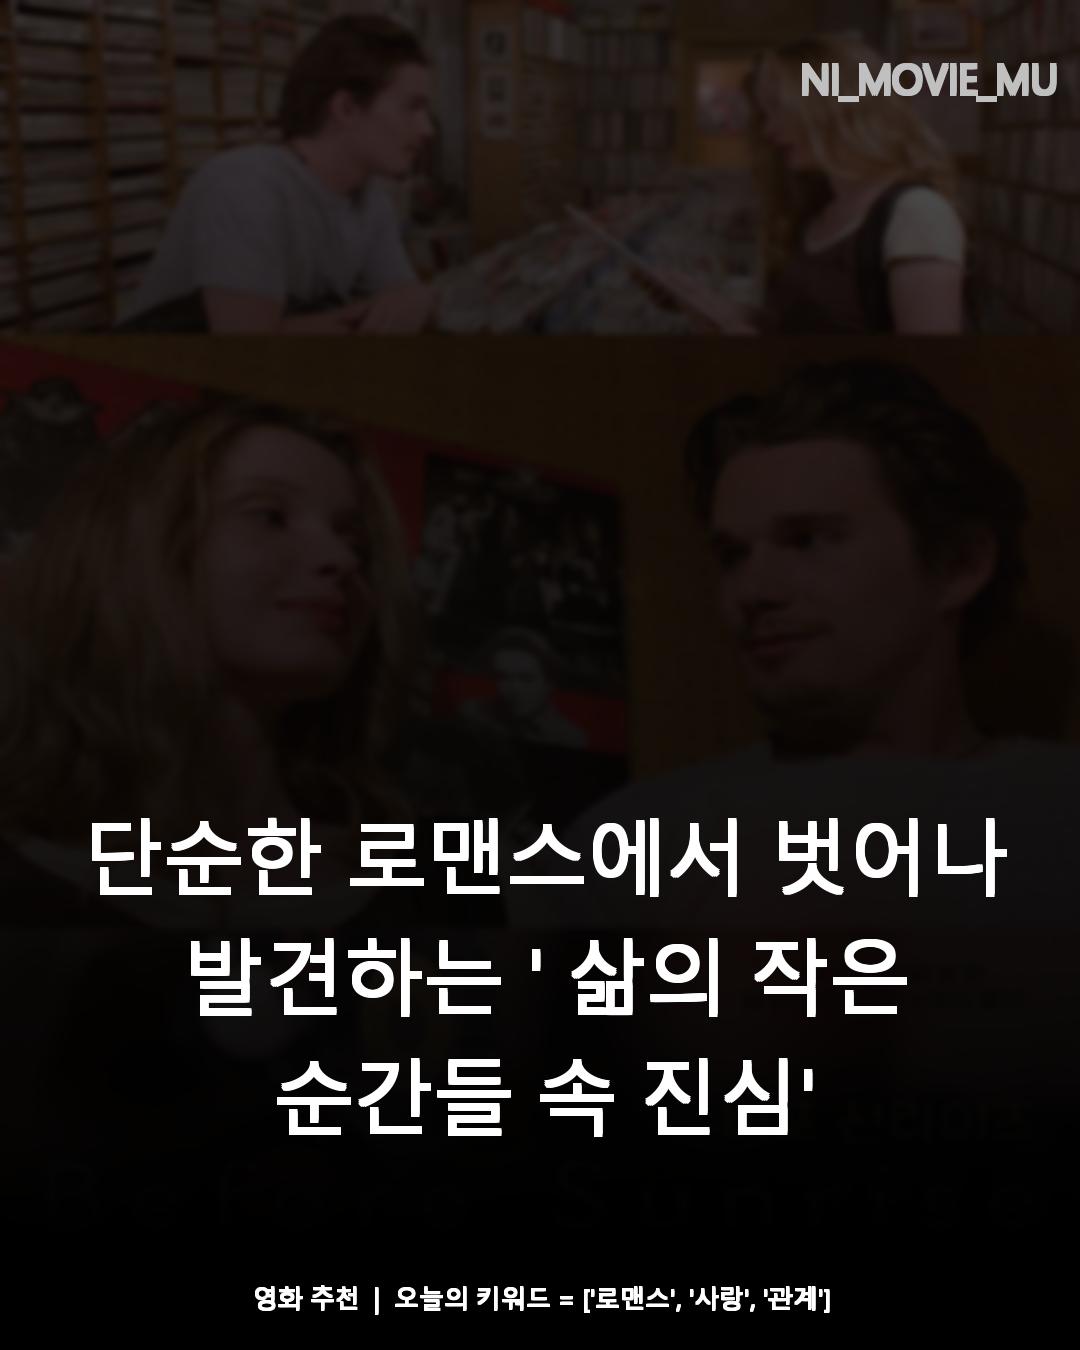 NI_MOVIE_MU
단순한 로맨스에서 벗어나
발견하는 ' 삶의 작은
순간들 속 진심'
Before Sunrise
영화 추천 | 오늘의 키워드 = ['로맨스', '사랑', '관계']